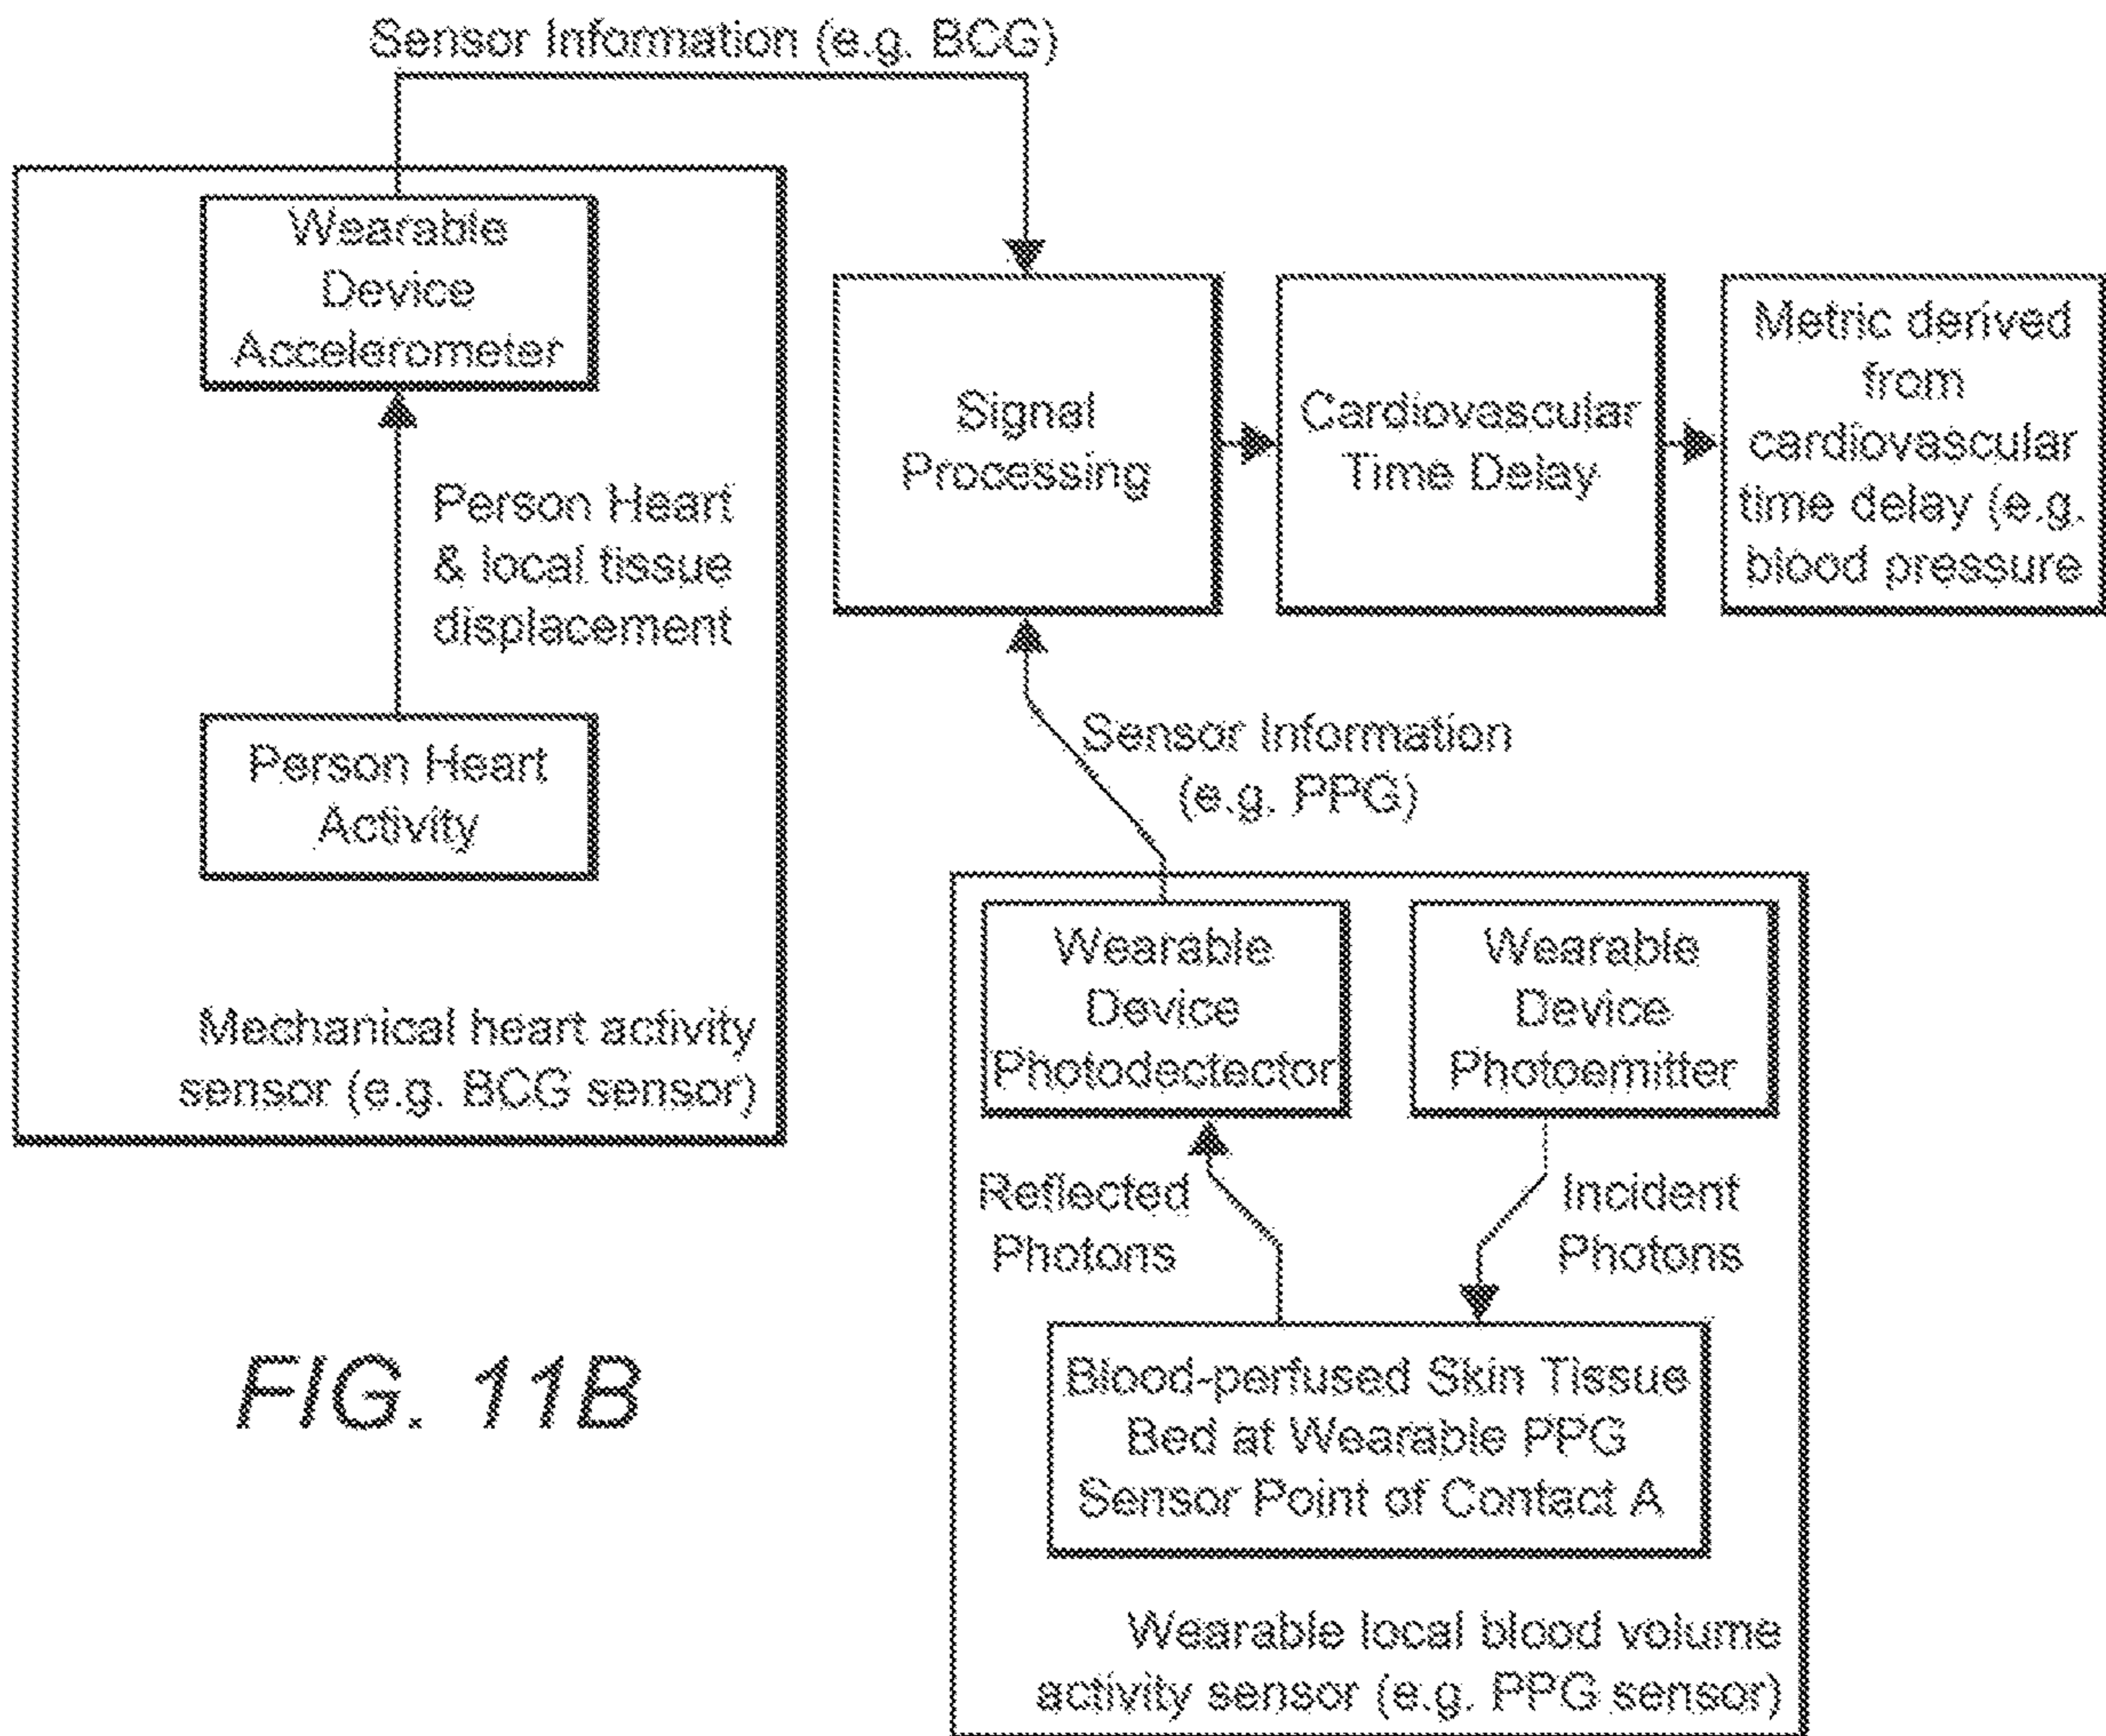 Sensor Information (e.g. BCG)
Wearable
Device
Accelerometer
Person Heart
& local tissue
displacement
Person Heart
Activity
Mechanical heart activity
sensor (e.g. BCG sensor)
Signal
Processing
Cardiovascular
Time Delay
Metric derived
from
cardiovascular
time delay (e.g.
blood pressure
Sensor Information
(e.g. PPG)
Wearable
Device
Photodectector
Wearable
Device
Photoemitter
Reflected
Photons
Incident
Photons
Blood-perfused Skin Tissue
Bed at Wearable PPG
Sensor Point of Contact A
Wearable local blood volume
activity sensor (e.g. PPG sensor)
FIG. 11B